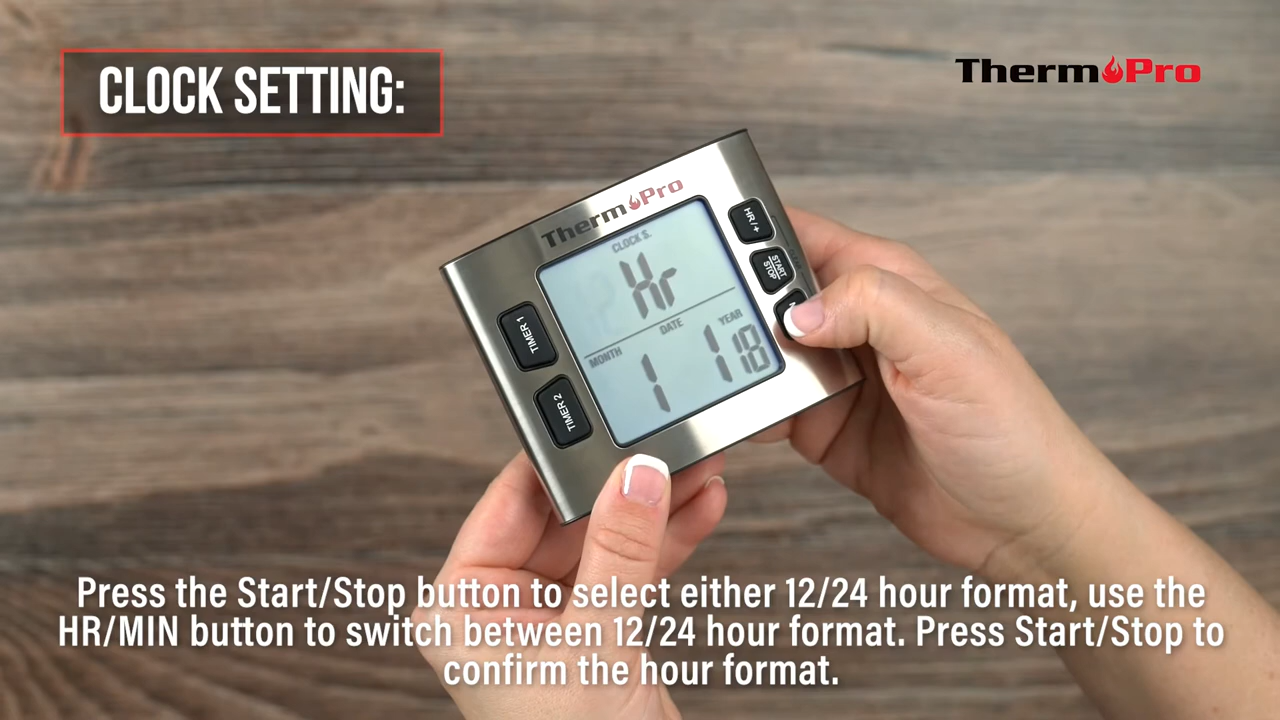 CLOCK SETTING:
ThermoPro
ThermoPro
CLOCK S.
Hr
MONTH DATE YEAR
1 1 18
TIMER 1
TIMER 2
HR/+
START
STOP
Press the Start/Stop button to select either 12/24 hour format, use the
HR/MIN button to switch between 12/24 hour format. Press Start/Stop to
confirm the hour format.